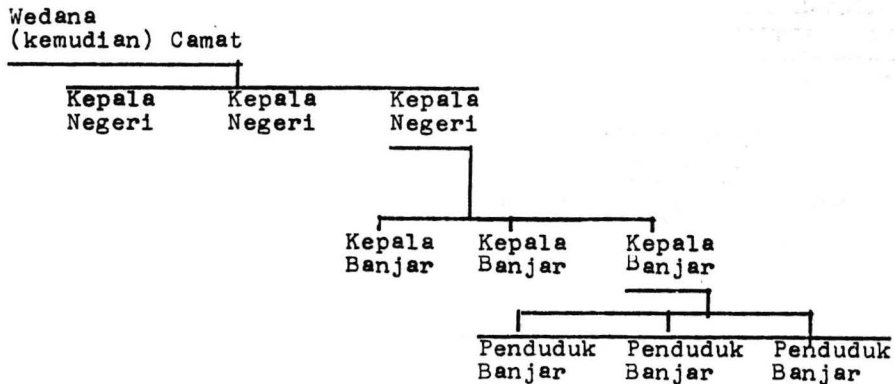 Wedana
(kemudian) Camat
Kepala Kepala Kepala
Negeri Negeri Negeri
Kepala Kepala Kepala
Banjar Banjar Banjar
Penduduk Penduduk Penduduk
Banjar Banjar Banjar